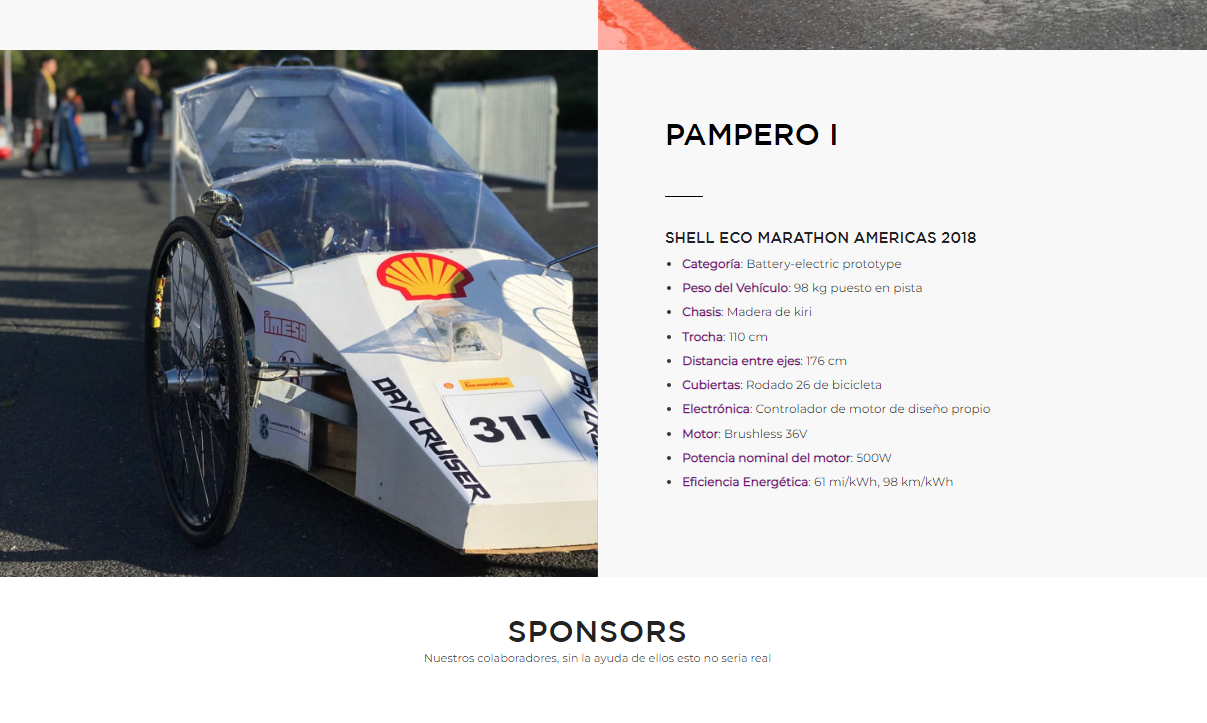 PAMPERO I
SHELL ECO MARATHON AMERICAS 2018
Categoría: Battery-electric prototype
Peso del Vehículo: 98 kg puesto en pista
Chasis: Madera de kiri
Trocha: 110 cm
Distancia entre ejes: 176 cm
Cubiertas: Rodado 26 de bicicleta
Electrónica: Controlador de motor de diseño propio
Motor: Brushless 36V
Potencia nominal del motor: 500W
Eficiencia Energética: 61 mi/kWh, 98 km/kWh
imesa
eco-marathon
311
DAY CRUISER
SPONSORS
Nuestros colaboradores, sin la ayuda de ellos esto no seria real